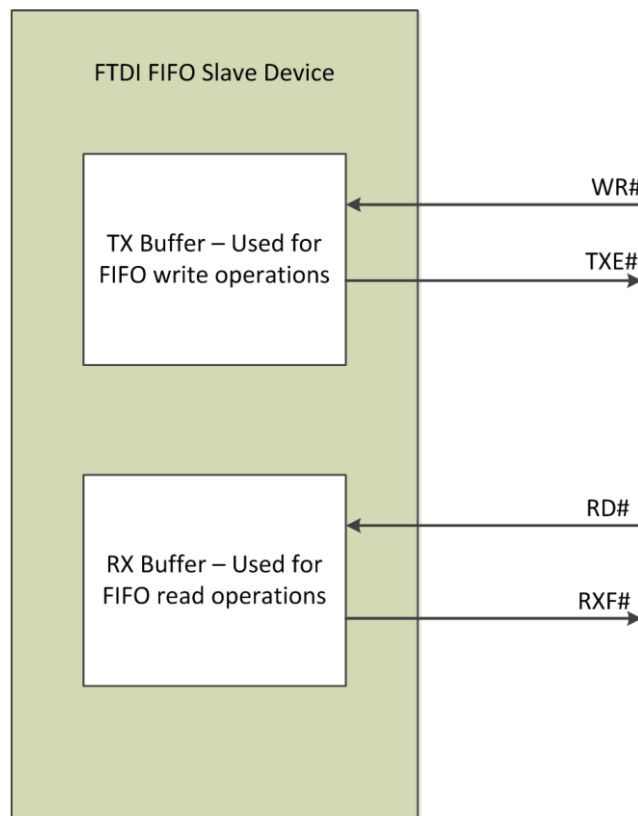 FTDI FIFO Slave Device
WR#
TX Buffer – Used for
FIFO write operations
TXE#
RD#
RX Buffer – Used for
FIFO read operations
RXF#